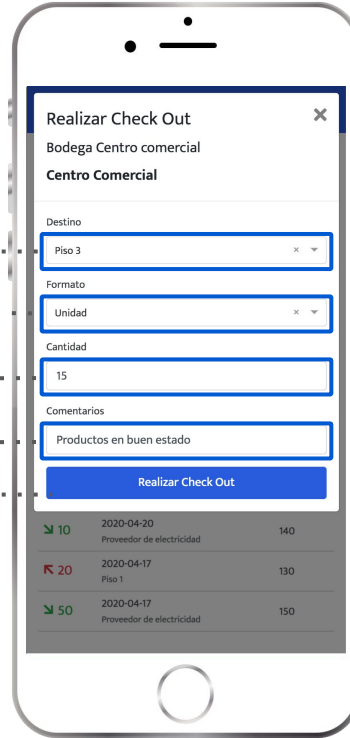 Realizar Check Out
Bodega Centro comercial
Centro Comercial
Destino
Piso 3
Formato
Unidad
Cantidad
15
Comentarios
Productos en buen estado
Realizar Check Out
10 2020-04-20 140
Proveedor de electricidad
20 2020-04-17 130
Piso 1
50 2020-04-17 150
Proveedor de electricidad